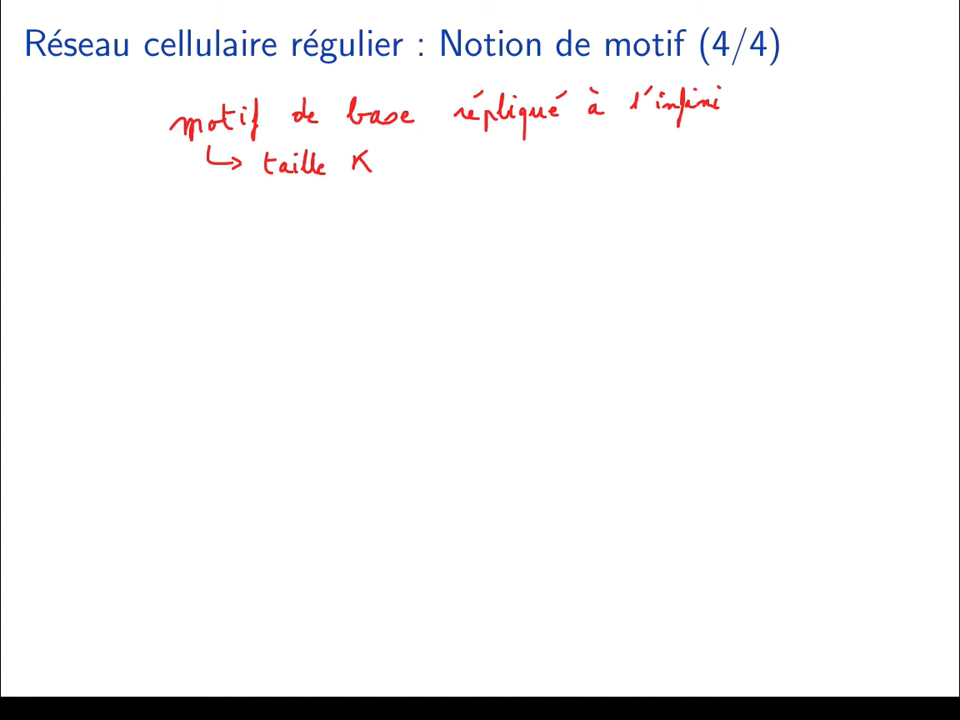 Réseau cellulaire régulier : Notion de motif (4/4)
motif de base répliqué à l'infini
↳ taille K